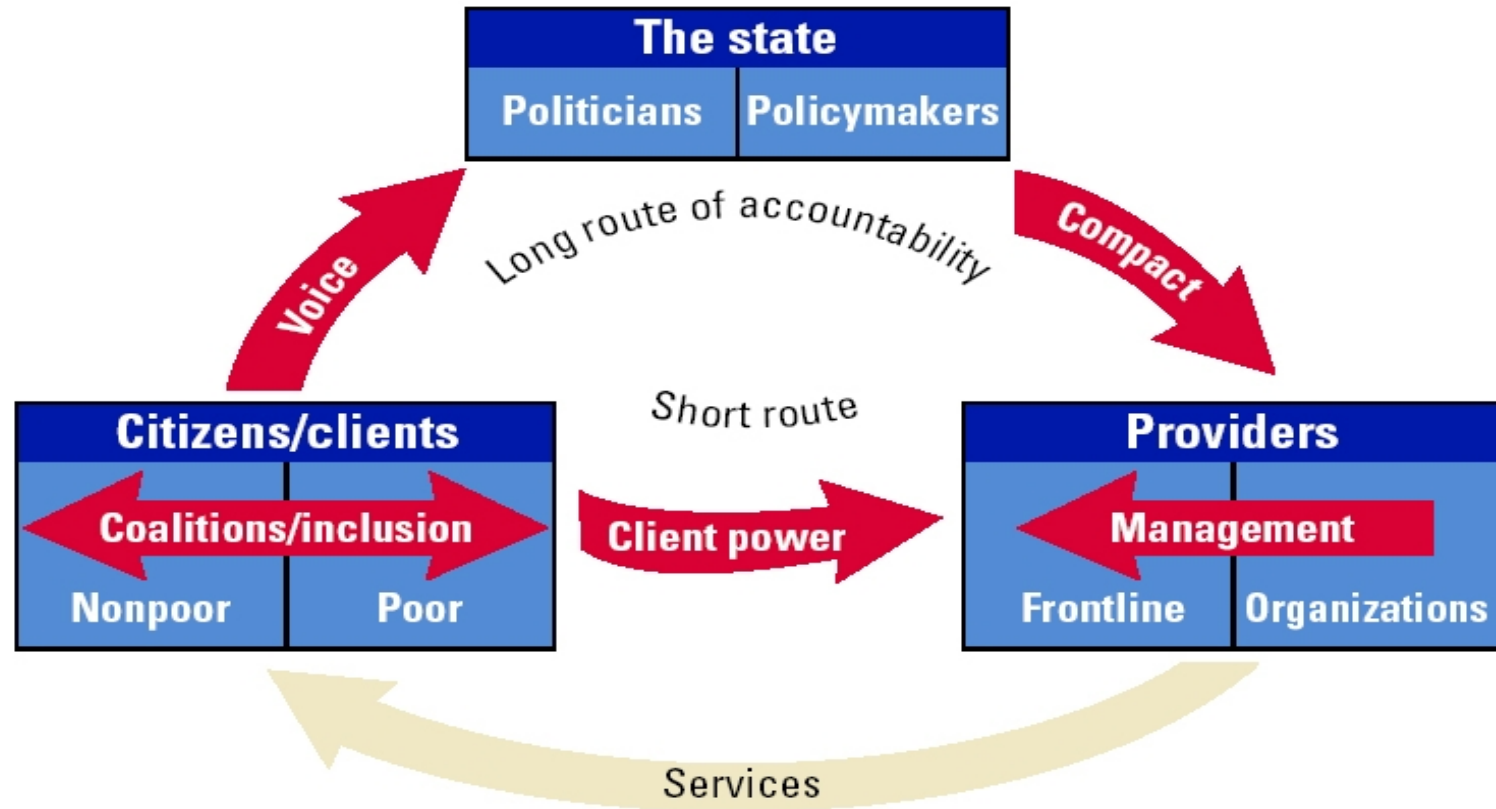 The state
Politicians
Policymakers
Long route of accountability
Voice
Compact
Short route
Citizens/clients
Coalitions/inclusion
Nonpoor
Poor
Client power
Providers
Management
Frontline
Organizations
Services